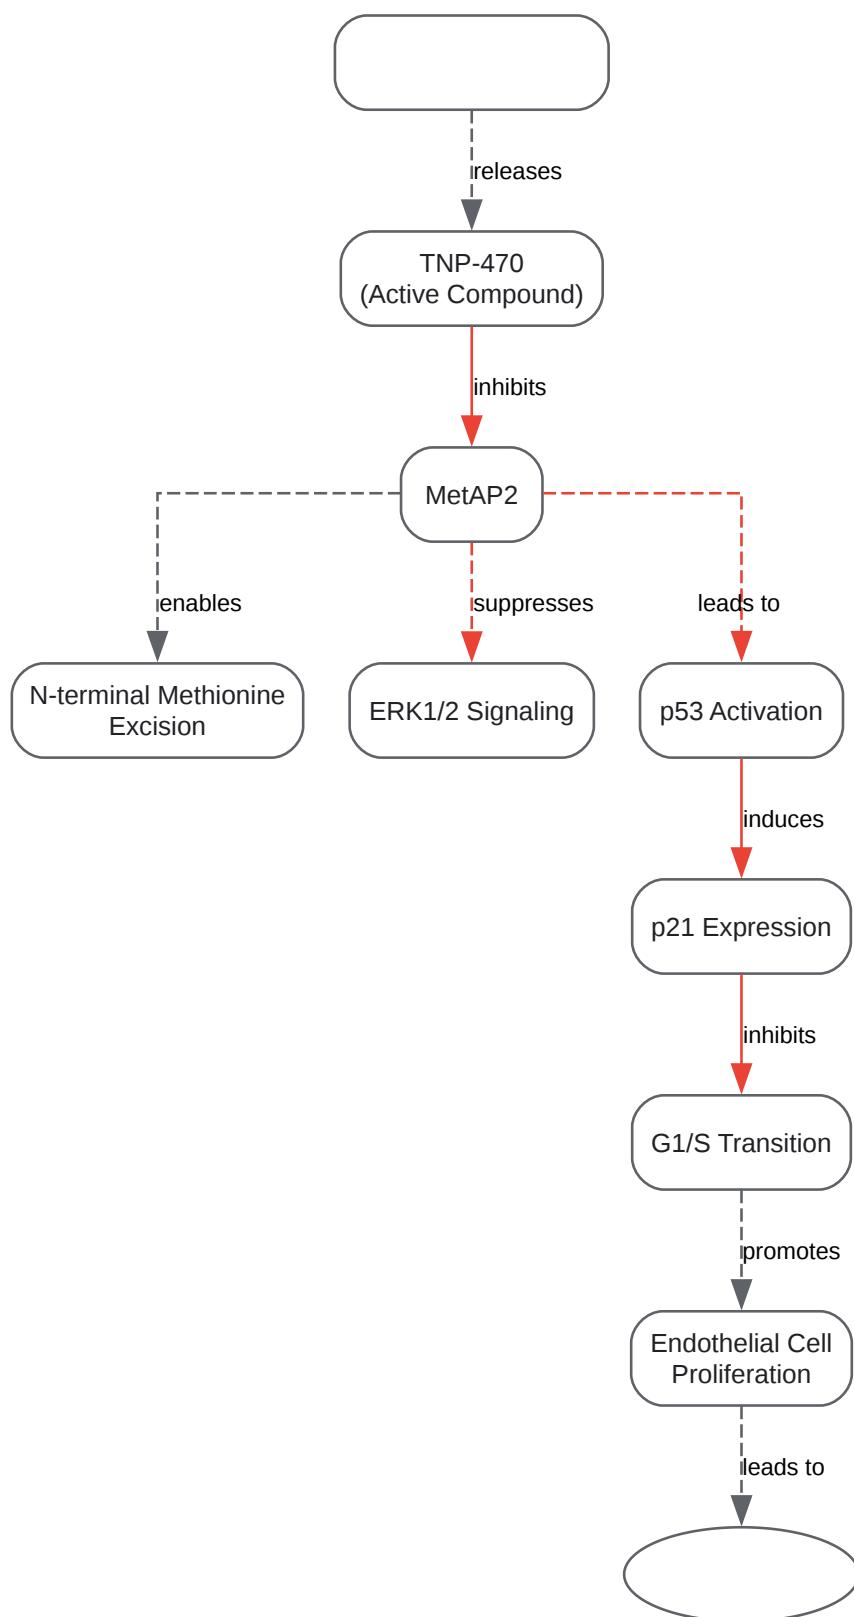 releases
TNP-470
(Active Compound)
inhibits
MetAP2
enables
suppresses
leads to
N-terminal Methionine
Excision
ERK1/2 Signaling
p53 Activation
induces
p21 Expression
inhibits
G1/S Transition
promotes
Endothelial Cell
Proliferation
leads to